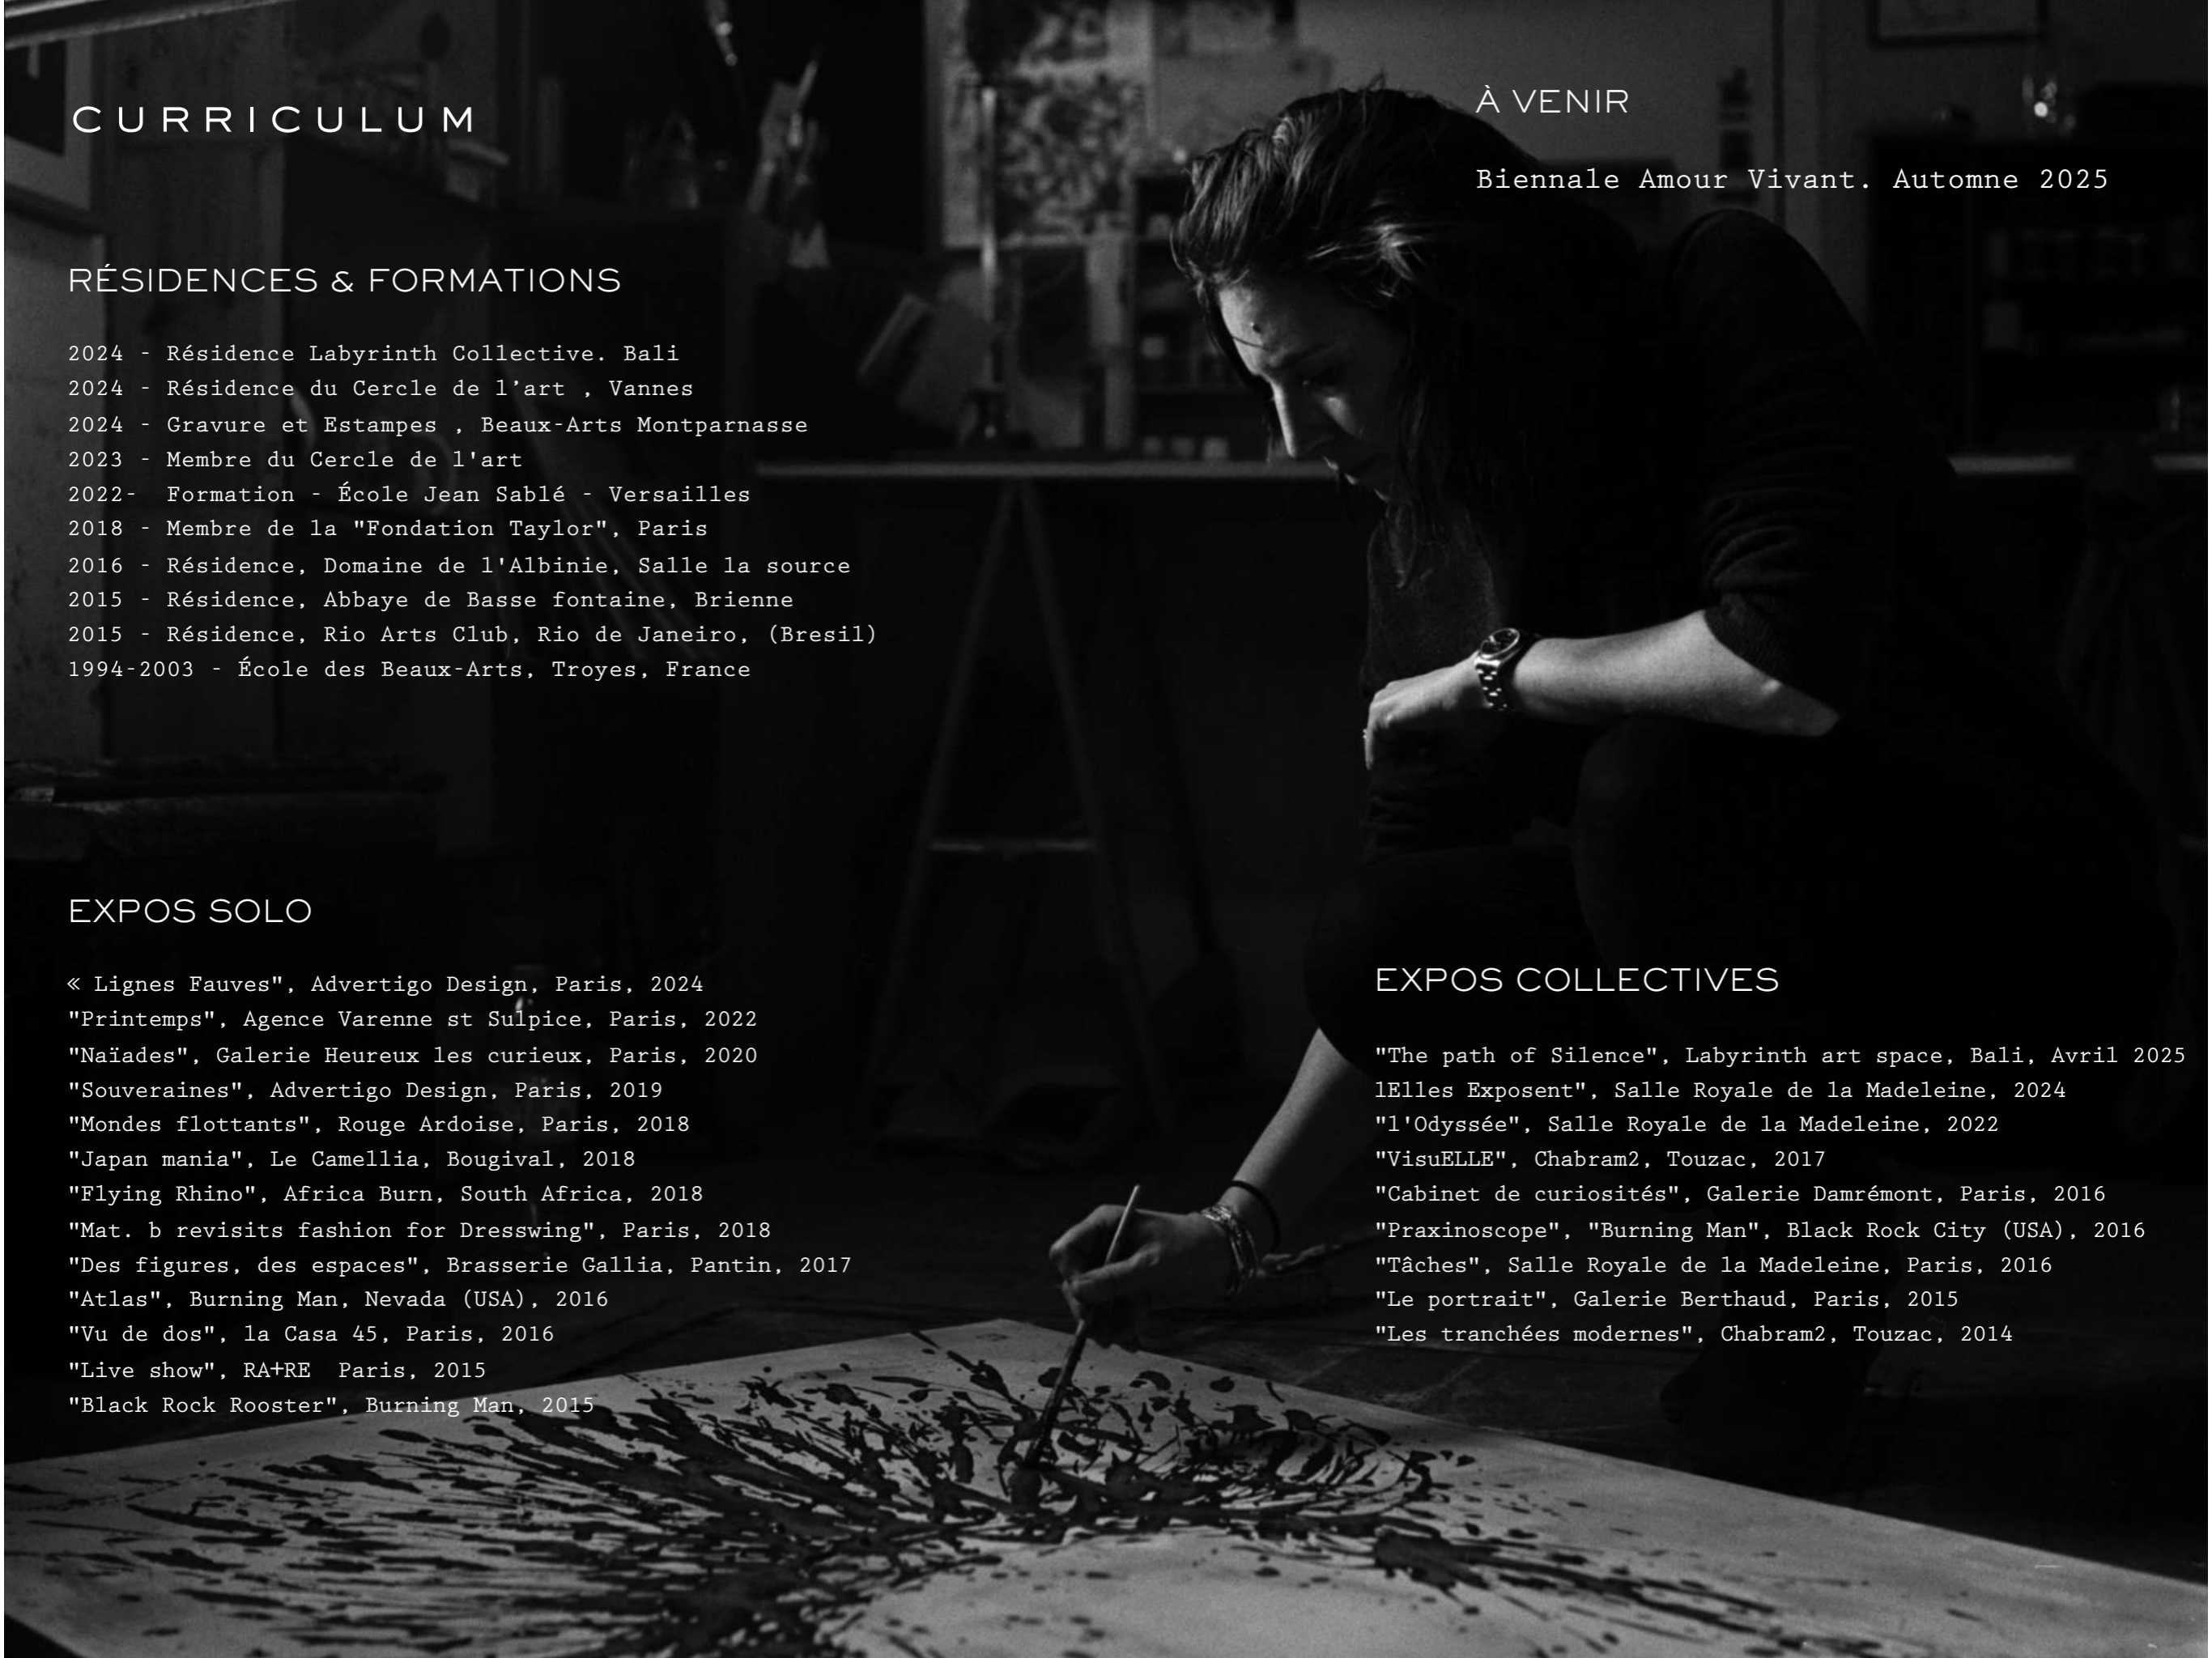 CURRICULUM
RÉSIDENCES & FORMATIONS
2024 - Résidence Labyrinth Collective. Bali
2024 - Résidence du Cercle de l’art , Vannes
2024 - Gravure et Estampes , Beaux-Arts Montparnasse
2023 - Membre du Cercle de l'art
2022-  Formation - École Jean Sablé - Versailles
2018 - Membre de la "Fondation Taylor", Paris
2016 - Résidence, Domaine de l'Albinie, Salle la source
2015 - Résidence, Abbaye de Basse fontaine, Brienne
2015 - Résidence, Rio Arts Club, Rio de Janeiro, (Bresil)
1994-2003 - École des Beaux-Arts, Troyes, France
EXPOS SOLO
« Lignes Fauves", Advertigo Design, Paris, 2024
"Printemps", Agence Varenne st Sulpice, Paris, 2022
"Naïades", Galerie Heureux les curieux, Paris, 2020
"Souveraines", Advertigo Design, Paris, 2019
"Mondes flottants", Rouge Ardoise, Paris, 2018
"Japan mania", Le Camellia, Bougival, 2018
"Flying Rhino", Africa Burn, South Africa, 2018
"Mat. b revisits fashion for Dresswing", Paris, 2018
"Des figures, des espaces", Brasserie Gallia, Pantin, 2017
"Atlas", Burning Man, Nevada (USA), 2016
"Vu de dos", la Casa 45, Paris, 2016
"Live show", RA+RE  Paris, 2015
"Black Rock Rooster", Burning Man, 2015
À VENIR
Biennale Amour Vivant. Automne 2025
EXPOS COLLECTIVES
"The path of Silence", Labyrinth art space, Bali, Avril 2025
lElles Exposent", Salle Royale de la Madeleine, 2024
"l'Odyssée", Salle Royale de la Madeleine, 2022
"VisuELLE", Chabram2, Touzac, 2017
"Cabinet de curiosités", Galerie Damrémont, Paris, 2016
"Praxinoscope", "Burning Man", Black Rock City (USA), 2016
"Tâches", Salle Royale de la Madeleine, Paris, 2016
"Le portrait", Galerie Berthaud, Paris, 2015
"Les tranchées modernes", Chabram2, Touzac, 2014